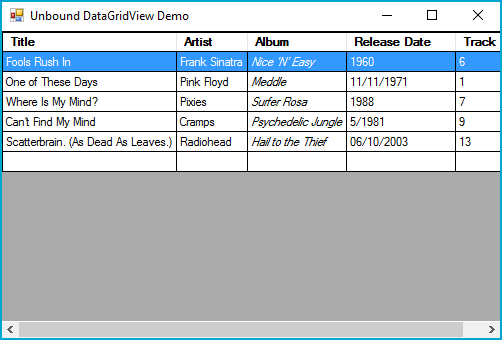 Unbound DataGridView Demo
Title Artist Album Release Date Track
Fools Rush In Frank Sinatra Nice 'N' Easy 1960 6
One of These Days Pink Floyd Meddle 11/11/1971 1
Where Is My Mind? Pixies Surfer Rosa 1988 7
Can't Find My Mind Cramps Psychedelic Jungle 5/1981 9
Scatterbrain. (As Dead As Leaves.) Radiohead Hail to the Thief 06/10/2003 13